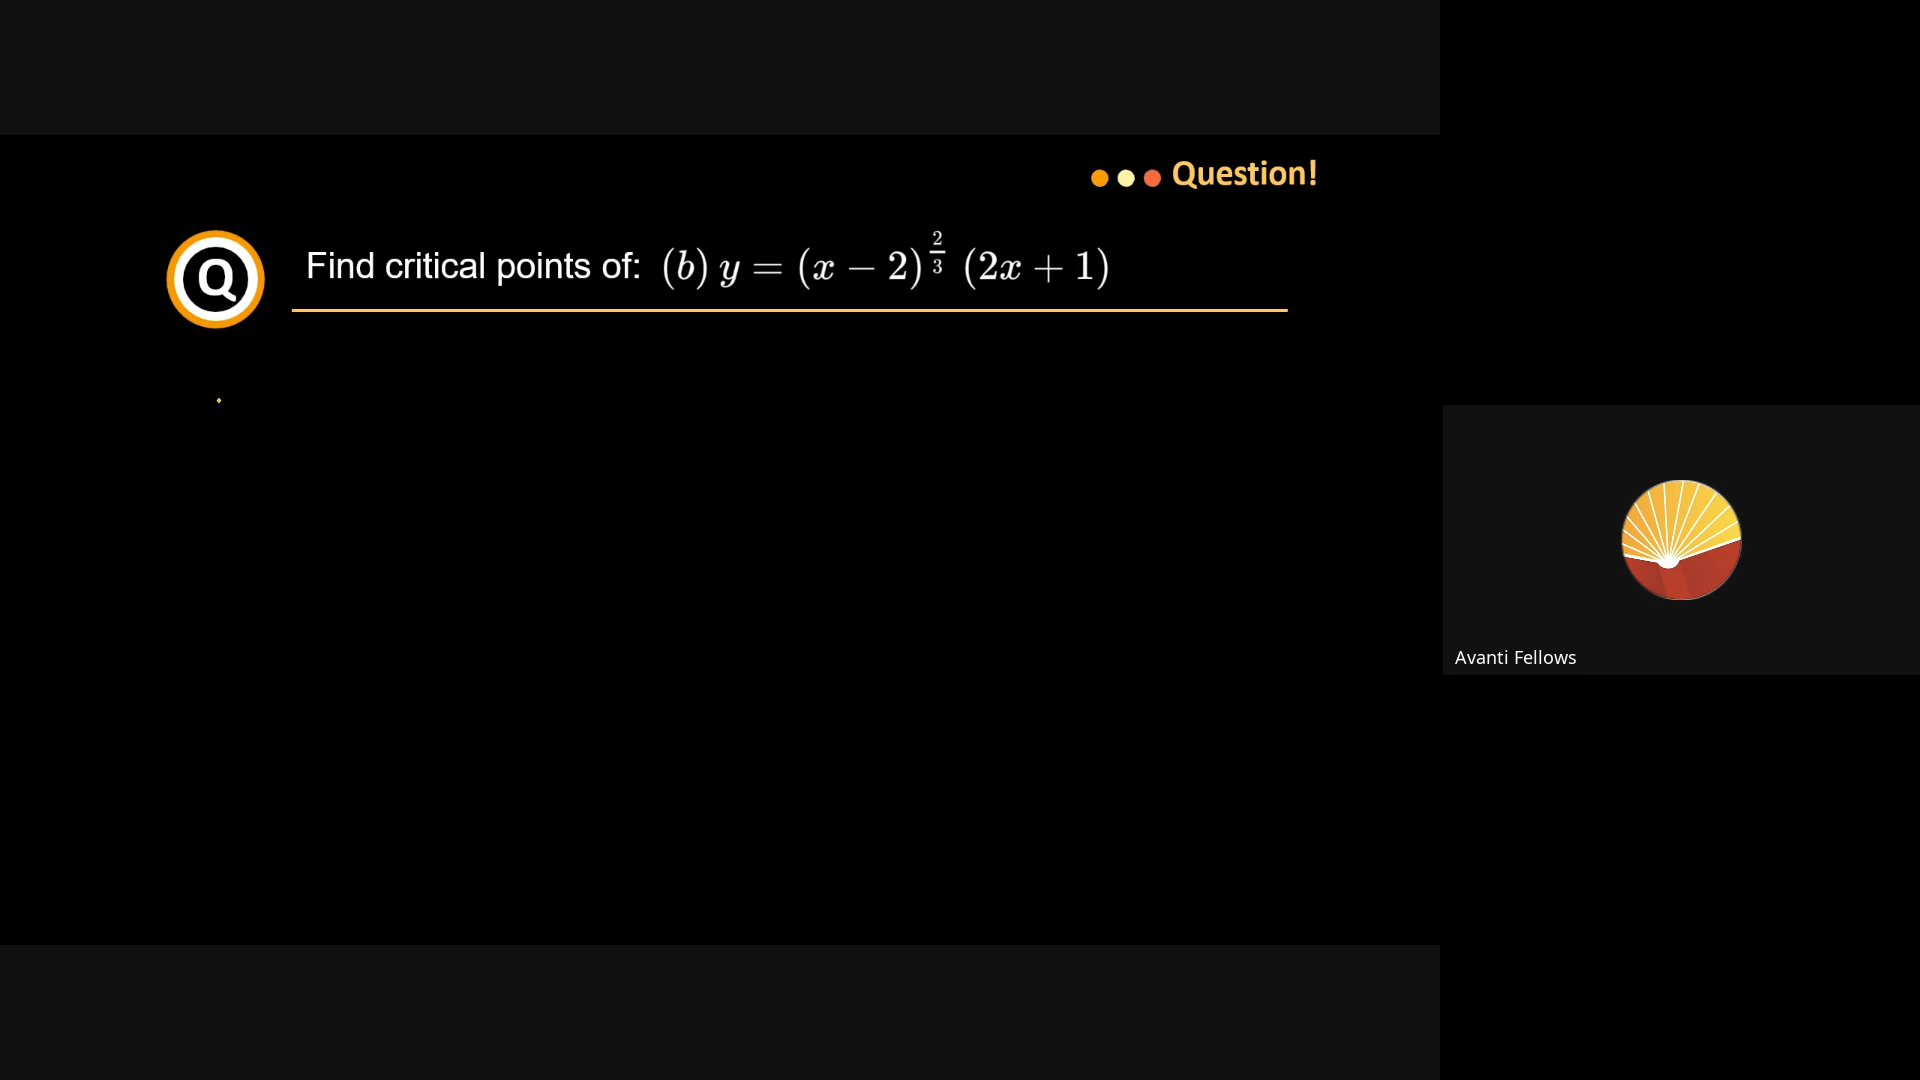 Question!
Q
Find critical points of: (b) y = (x − 2)^{2/3} (2x + 1)
Avanti Fellows